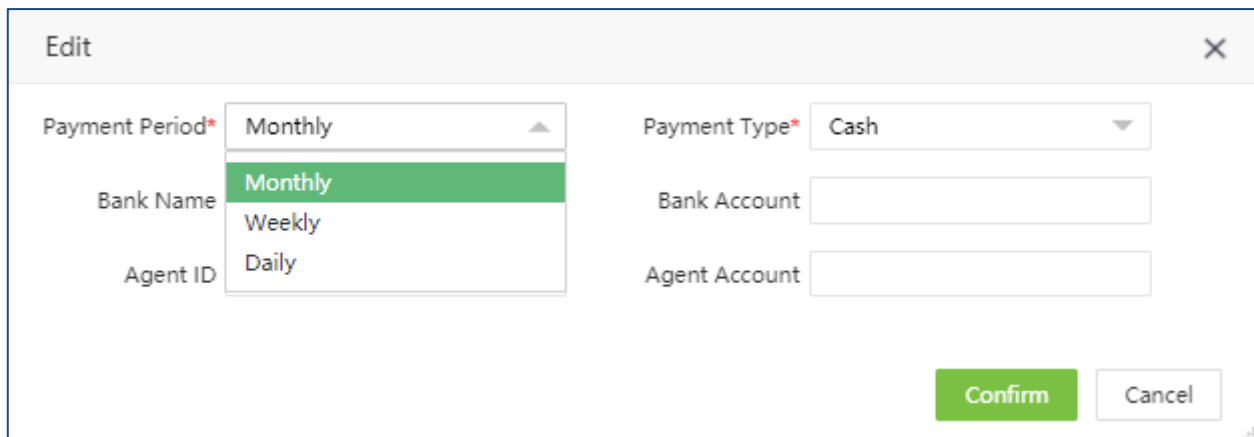 Edit
Payment Period* Monthly Payment Type* Cash
Monthly
Bank Name Bank Account
Weekly
Daily
Agent ID Agent Account
Confirm Cancel